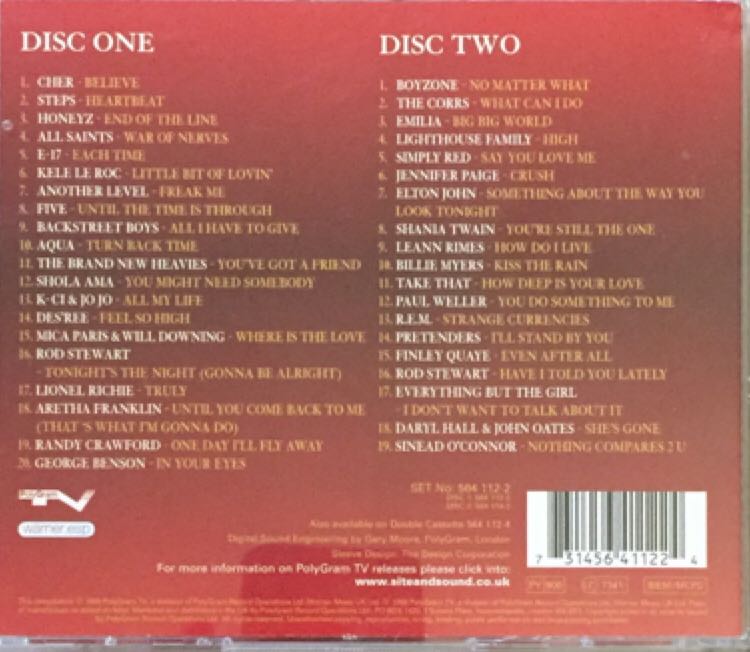 DISC ONE
1. CHER - BELIEVE
2. STEPS - HEARTBEAT
3. HONEYZ - END OF THE LINE
4. ALL SAINTS - WAR OF NERVES
5. E-17 - EACH TIME
6. KELE LE ROC - LITTLE BIT OF LOVIN'
7. ANOTHER LEVEL - FREAK ME
8. FIVE - UNTIL THE TIME IS THROUGH
9. BACKSTREET BOYS - ALL I HAVE TO GIVE
10. AQUA - TURN BACK TIME
11. THE BRAND NEW HEAVIES - YOU'VE GOT A FRIEND
12. SHOLA AMA - YOU MIGHT NEED SOMEBODY
13. K-CI & JO JO - ALL MY LIFE
14. DES'REE - FEEL SO HIGH
15. MICA PARIS & WILL DOWNING - WHERE IS THE LOVE
16. ROD STEWART
- TONIGHT'S THE NIGHT (GONNA BE ALRIGHT)
17. LIONEL RICHIE - TRULY
18. ARETHA FRANKLIN - UNTIL YOU COME BACK TO ME
(THAT'S WHAT I'M GONNA DO)
19. RANDY CRAWFORD - ONE DAY I'LL FLY AWAY
20. GEORGE BENSON - IN YOUR EYES
DISC TWO
1. BOYZONE - NO MATTER WHAT
2. THE CORRS - WHAT CAN I DO
3. EMILIA - BIG BIG WORLD
4. LIGHTHOUSE FAMILY - HIGH
5. SIMPLY RED - SAY YOU LOVE ME
6. JENNIFER PAIGE - CRUSH
7. ELTON JOHN - SOMETHING ABOUT THE WAY YOU
LOOK TONIGHT
8. SHANIA TWAIN - YOU'RE STILL THE ONE
9. LEANN RIMES - HOW DO I LIVE
10. BILLIE MYERS - KISS THE RAIN
11. TAKE THAT - HOW DEEP IS YOUR LOVE
12. PAUL WELLER - YOU DO SOMETHING TO ME
13. R.E.M. - STRANGE CURRENCIES
14. PRETENDERS - I'LL STAND BY YOU
15. FINLEY QUAYE - EVEN AFTER ALL
16. ROD STEWART - HAVE I TOLD YOU LATELY
17. EVERYTHING BUT THE GIRL
- I DON'T WANT TO TALK ABOUT IT
18. DARYL HALL & JOHN OATES - SHE'S GONE
19. SINEAD O'CONNOR - NOTHING COMPARES 2 U
PolyGram TV
warner.esp
SET No: 564 112-2
Also available on Double Cassette 564 112-4
Digital Sound Engineering by Gary Moore, PolyGram, London
Sleeve Design: The Design Corporation
For more information on PolyGram TV releases please click into:
www.siteandsound.co.uk
7 31456 41122 4